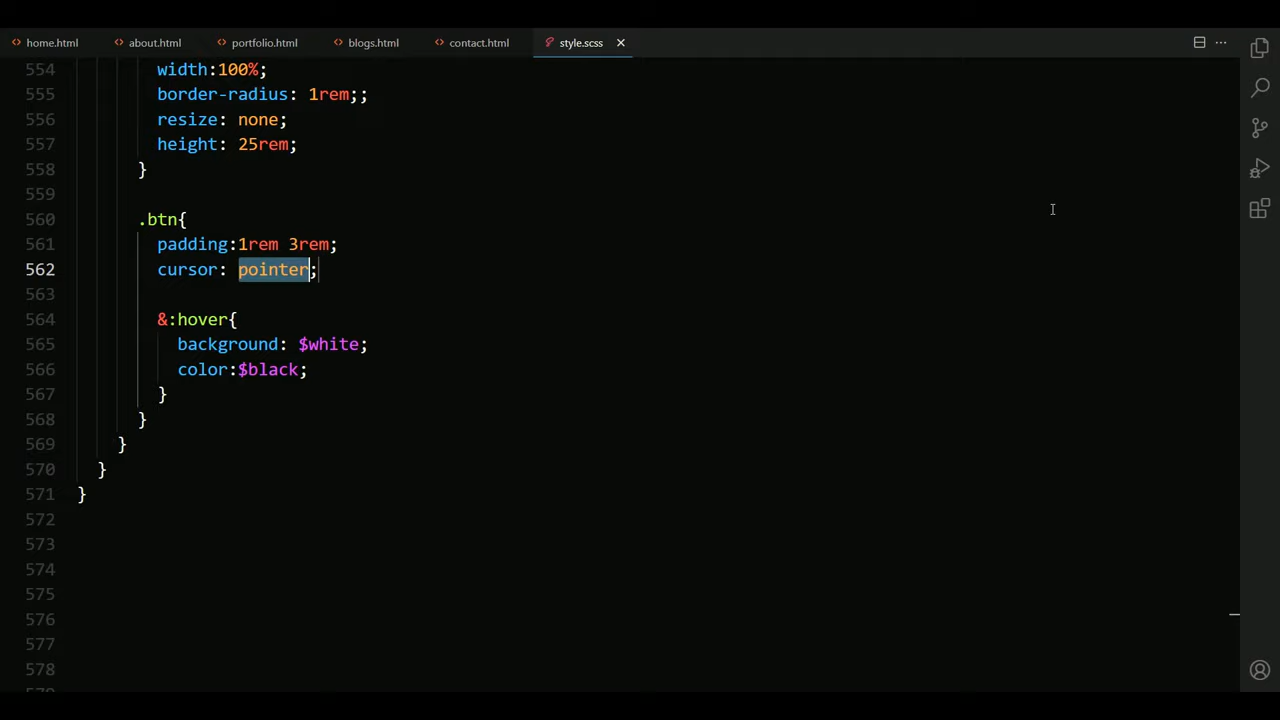 home.html about.html portfolio.html blogs.html contact.html style.scss
554 width:100%;
555 border-radius: 1rem;;
556 resize: none;
557 height: 25rem;
558 }
559
560 .btn{
561 padding:1rem 3rem;
562 cursor: pointer;
563
564 &:hover{
565 background: $white;
566 color:$black;
567 }
568 }
569 }
570 }
571 }
572
573
574
575
576
577
578